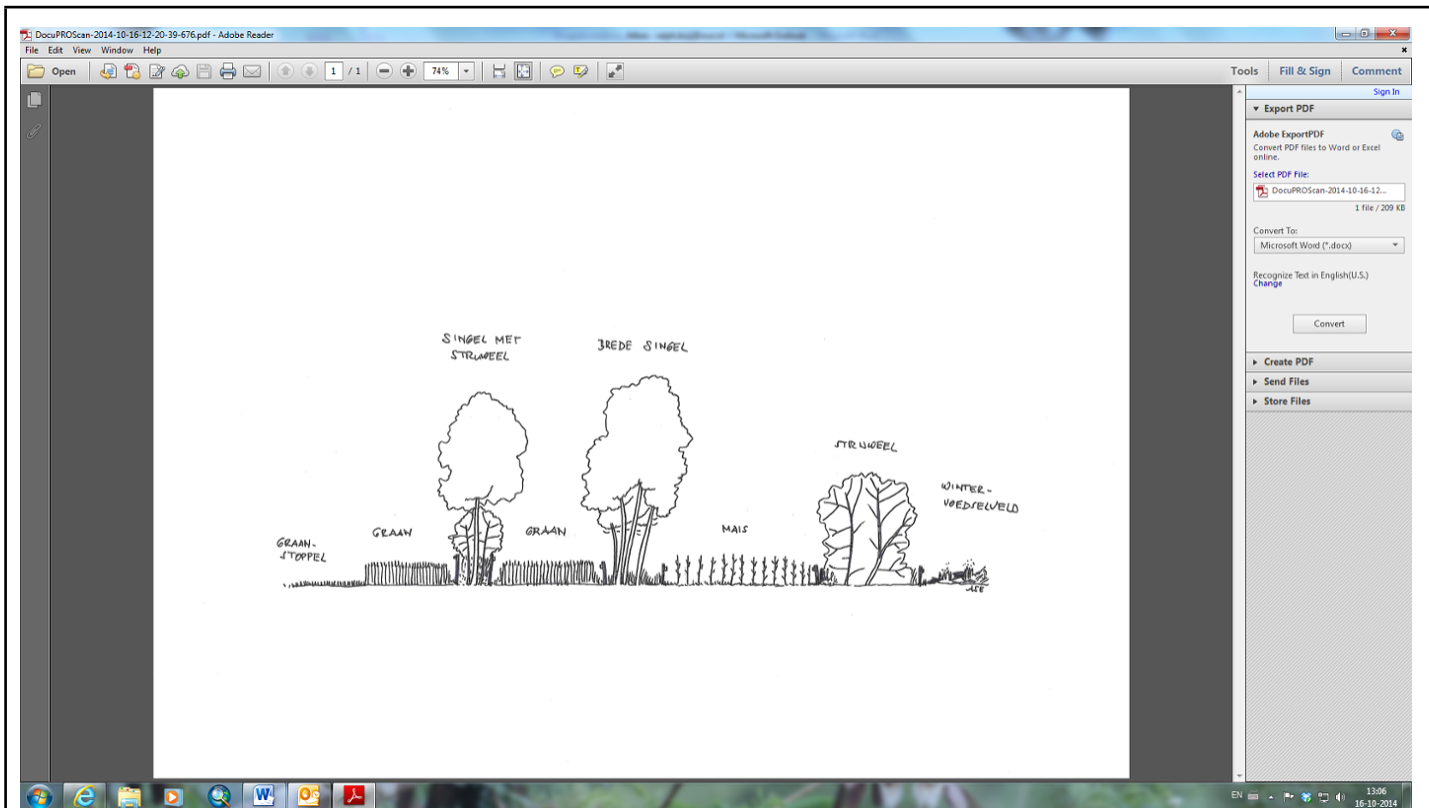 DocuPROScan-2014-10-16-12-20-39-676.pdf - Adobe Reader
File Edit View Window Help
Open 1 / 1 74% Tools Fill & Sign Comment
Sign In
Export PDF
Adobe ExportPDF
Convert PDF files to Word or Excel
online.
Select PDF File:
DocuPROScan-2014-10-16-12...
1 file / 209 KB
Convert To:
Microsoft Word (*.docx)
Recognize Text in English(U.S.)
Change
Convert
Create PDF
Send Files
Store Files
SINGEL MET
STRUWEEL
BREDE SINGEL
STRUWEEL
WINTER-
VOEDSELVELD
GRAAN
GRAAN
MAIS
GRAAN-
STOPPEL
EN
13:06
16-10-2014